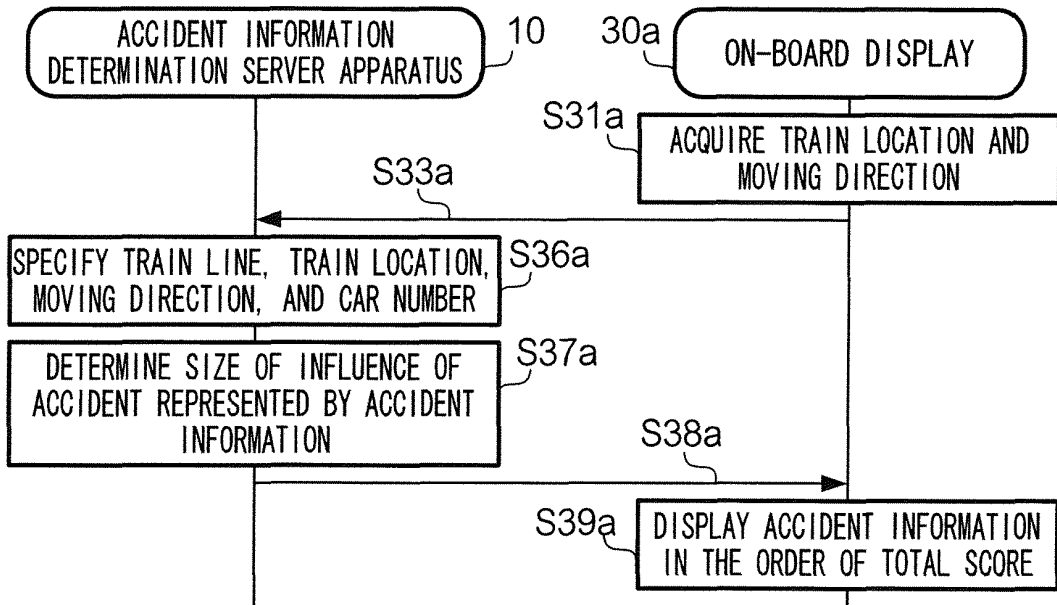 ACCIDENT INFORMATION
DETERMINATION SERVER APPARATUS
10
30a
ON-BOARD DISPLAY
S31a
ACQUIRE TRAIN LOCATION AND
MOVING DIRECTION
S33a
SPECIFY TRAIN LINE, TRAIN LOCATION,
MOVING DIRECTION, AND CAR NUMBER
S36a
DETERMINE SIZE OF INFLUENCE OF
ACCIDENT REPRESENTED BY ACCIDENT
INFORMATION
S37a
S38a
S39a
DISPLAY ACCIDENT INFORMATION
IN THE ORDER OF TOTAL SCORE